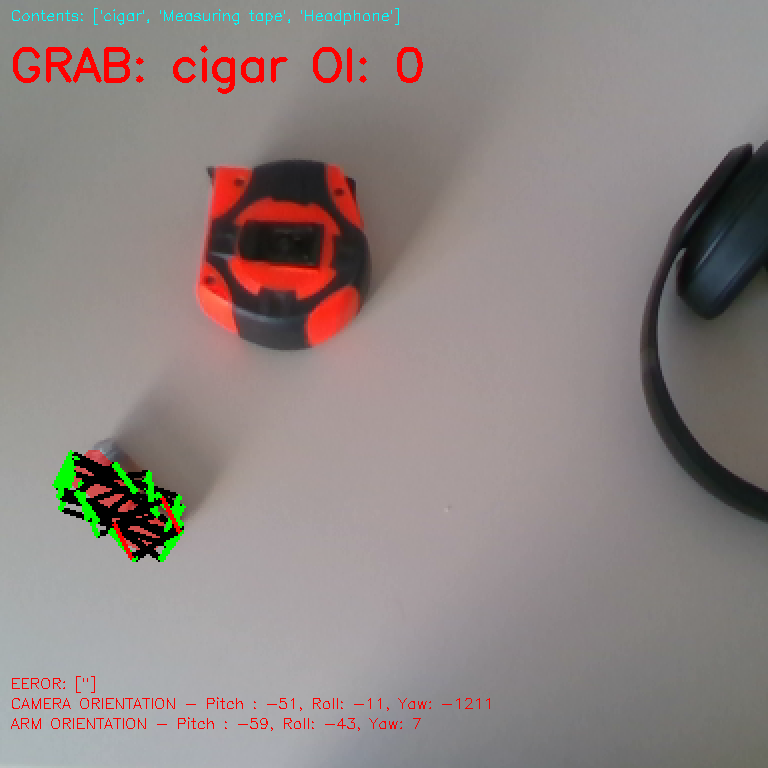 Contents: ['cigar', 'Measuring tape', 'Headphone']
GRAB: cigar OI: 0
EEROR: ['']
CAMERA ORIENTATION - Pitch : -51, Roll: -11, Yaw: -1211
ARM ORIENTATION - Pitch : -59, Roll: -43, Yaw: 7